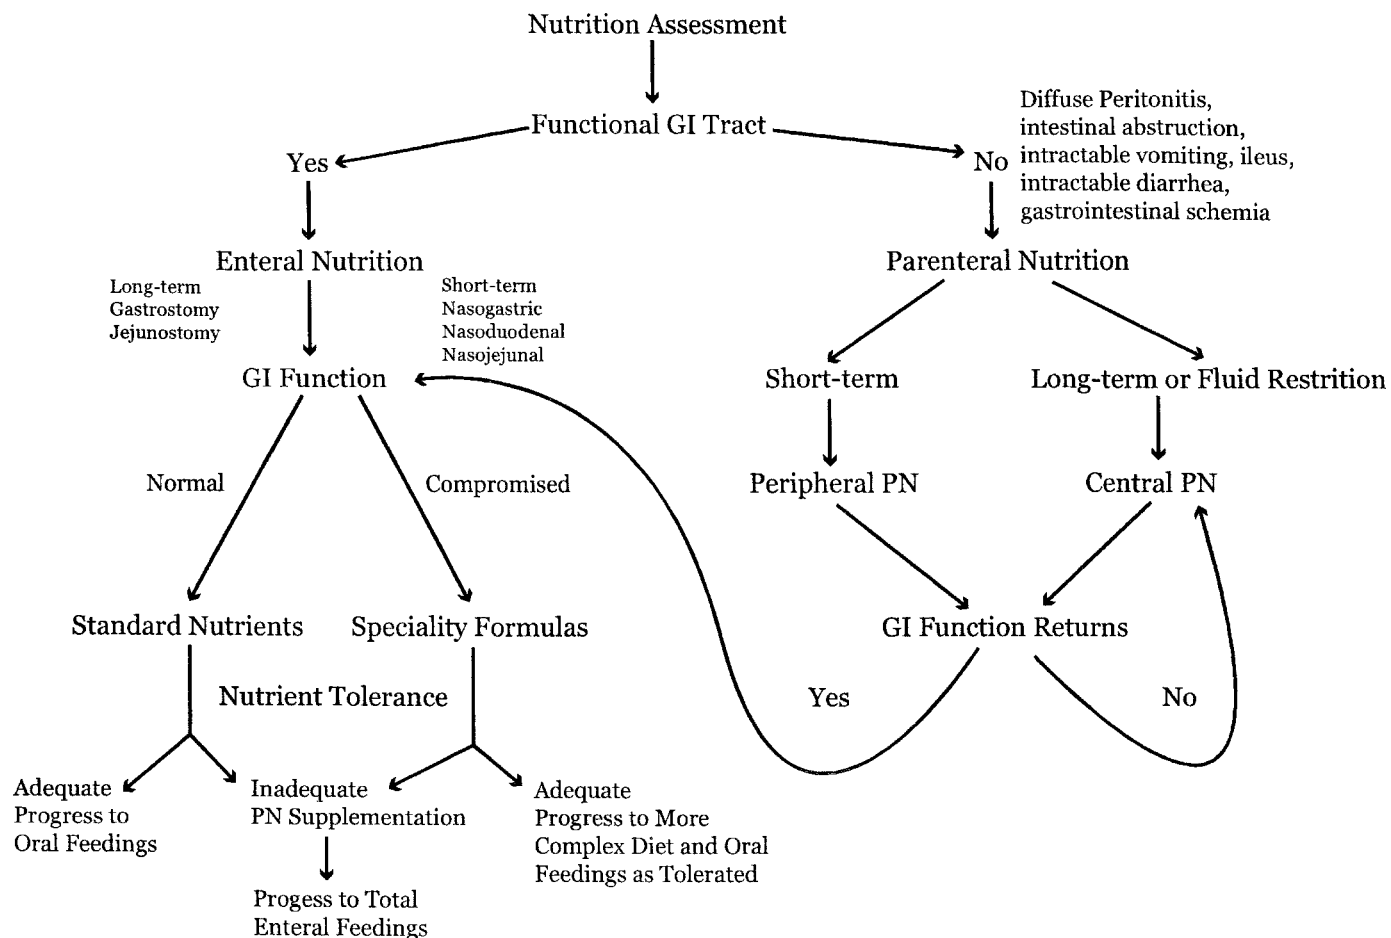 Nutrition Assessment
Functional GI Tract
Diffuse Peritonitis,
intestinal abstruction,
intractable vomiting, ileus,
intractable diarrhea,
gastrointestinal schemia
Yes
No
Enteral Nutrition
Long-term
Gastrostomy
Jejunostomy
Short-term
Nasogastric
Nasoduodenal
Nasojejunal
Parenteral Nutrition
GI Function
Short-term
Long-term or Fluid Restrition
Normal
Compromised
Peripheral PN
Central PN
Standard Nutrients
Speciality Formulas
GI Function Returns
Nutrient Tolerance
Yes
No
Adequate
Progress to
Oral Feedings
Inadequate
PN Supplementation
Adequate
Progress to More
Complex Diet and Oral
Feedings as Tolerated
Progess to Total
Enteral Feedings